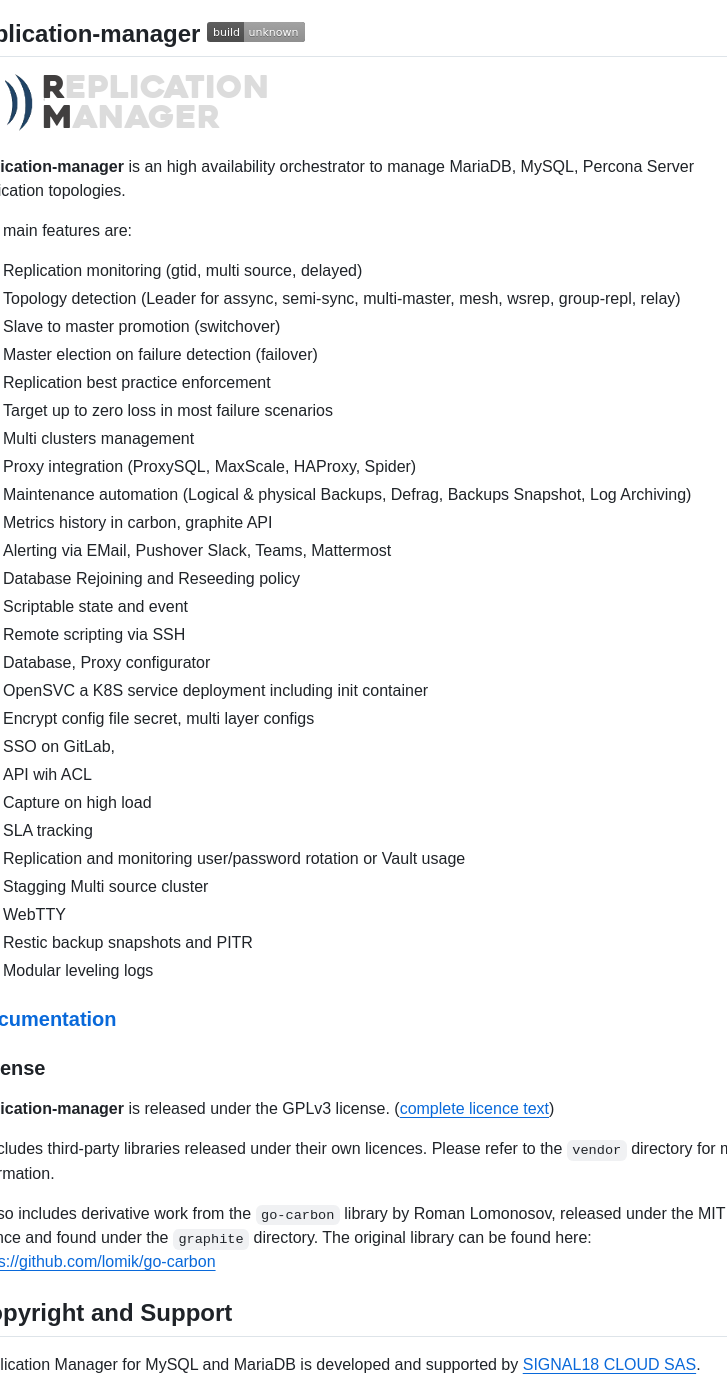 plication-manager build unknown
REPLICATION
MANAGER
ication-manager is an high availability orchestrator to manage MariaDB, MySQL, Percona Server
ication topologies.
main features are:
Replication monitoring (gtid, multi source, delayed)
Topology detection (Leader for assync, semi-sync, multi-master, mesh, wsrep, group-repl, relay)
Slave to master promotion (switchover)
Master election on failure detection (failover)
Replication best practice enforcement
Target up to zero loss in most failure scenarios
Multi clusters management
Proxy integration (ProxySQL, MaxScale, HAProxy, Spider)
Maintenance automation (Logical & physical Backups, Defrag, Backups Snapshot, Log Archiving)
Metrics history in carbon, graphite API
Alerting via EMail, Pushover Slack, Teams, Mattermost
Database Rejoining and Reseeding policy
Scriptable state and event
Remote scripting via SSH
Database, Proxy configurator
OpenSVC a K8S service deployment including init container
Encrypt config file secret, multi layer configs
SSO on GitLab,
API wih ACL
Capture on high load
SLA tracking
Replication and monitoring user/password rotation or Vault usage
Stagging Multi source cluster
WebTTY
Restic backup snapshots and PITR
Modular leveling logs
cumentation
ense
ication-manager is released under the GPLv3 license. (complete licence text)
cludes third-party libraries released under their own licences. Please refer to the vendor directory for m
rmation.
so includes derivative work from the go-carbon library by Roman Lomonosov, released under the MIT
nce and found under the graphite directory. The original library can be found here:
s://github.com/lomik/go-carbon
opyright and Support
lication Manager for MySQL and MariaDB is developed and supported by SIGNAL18 CLOUD SAS.